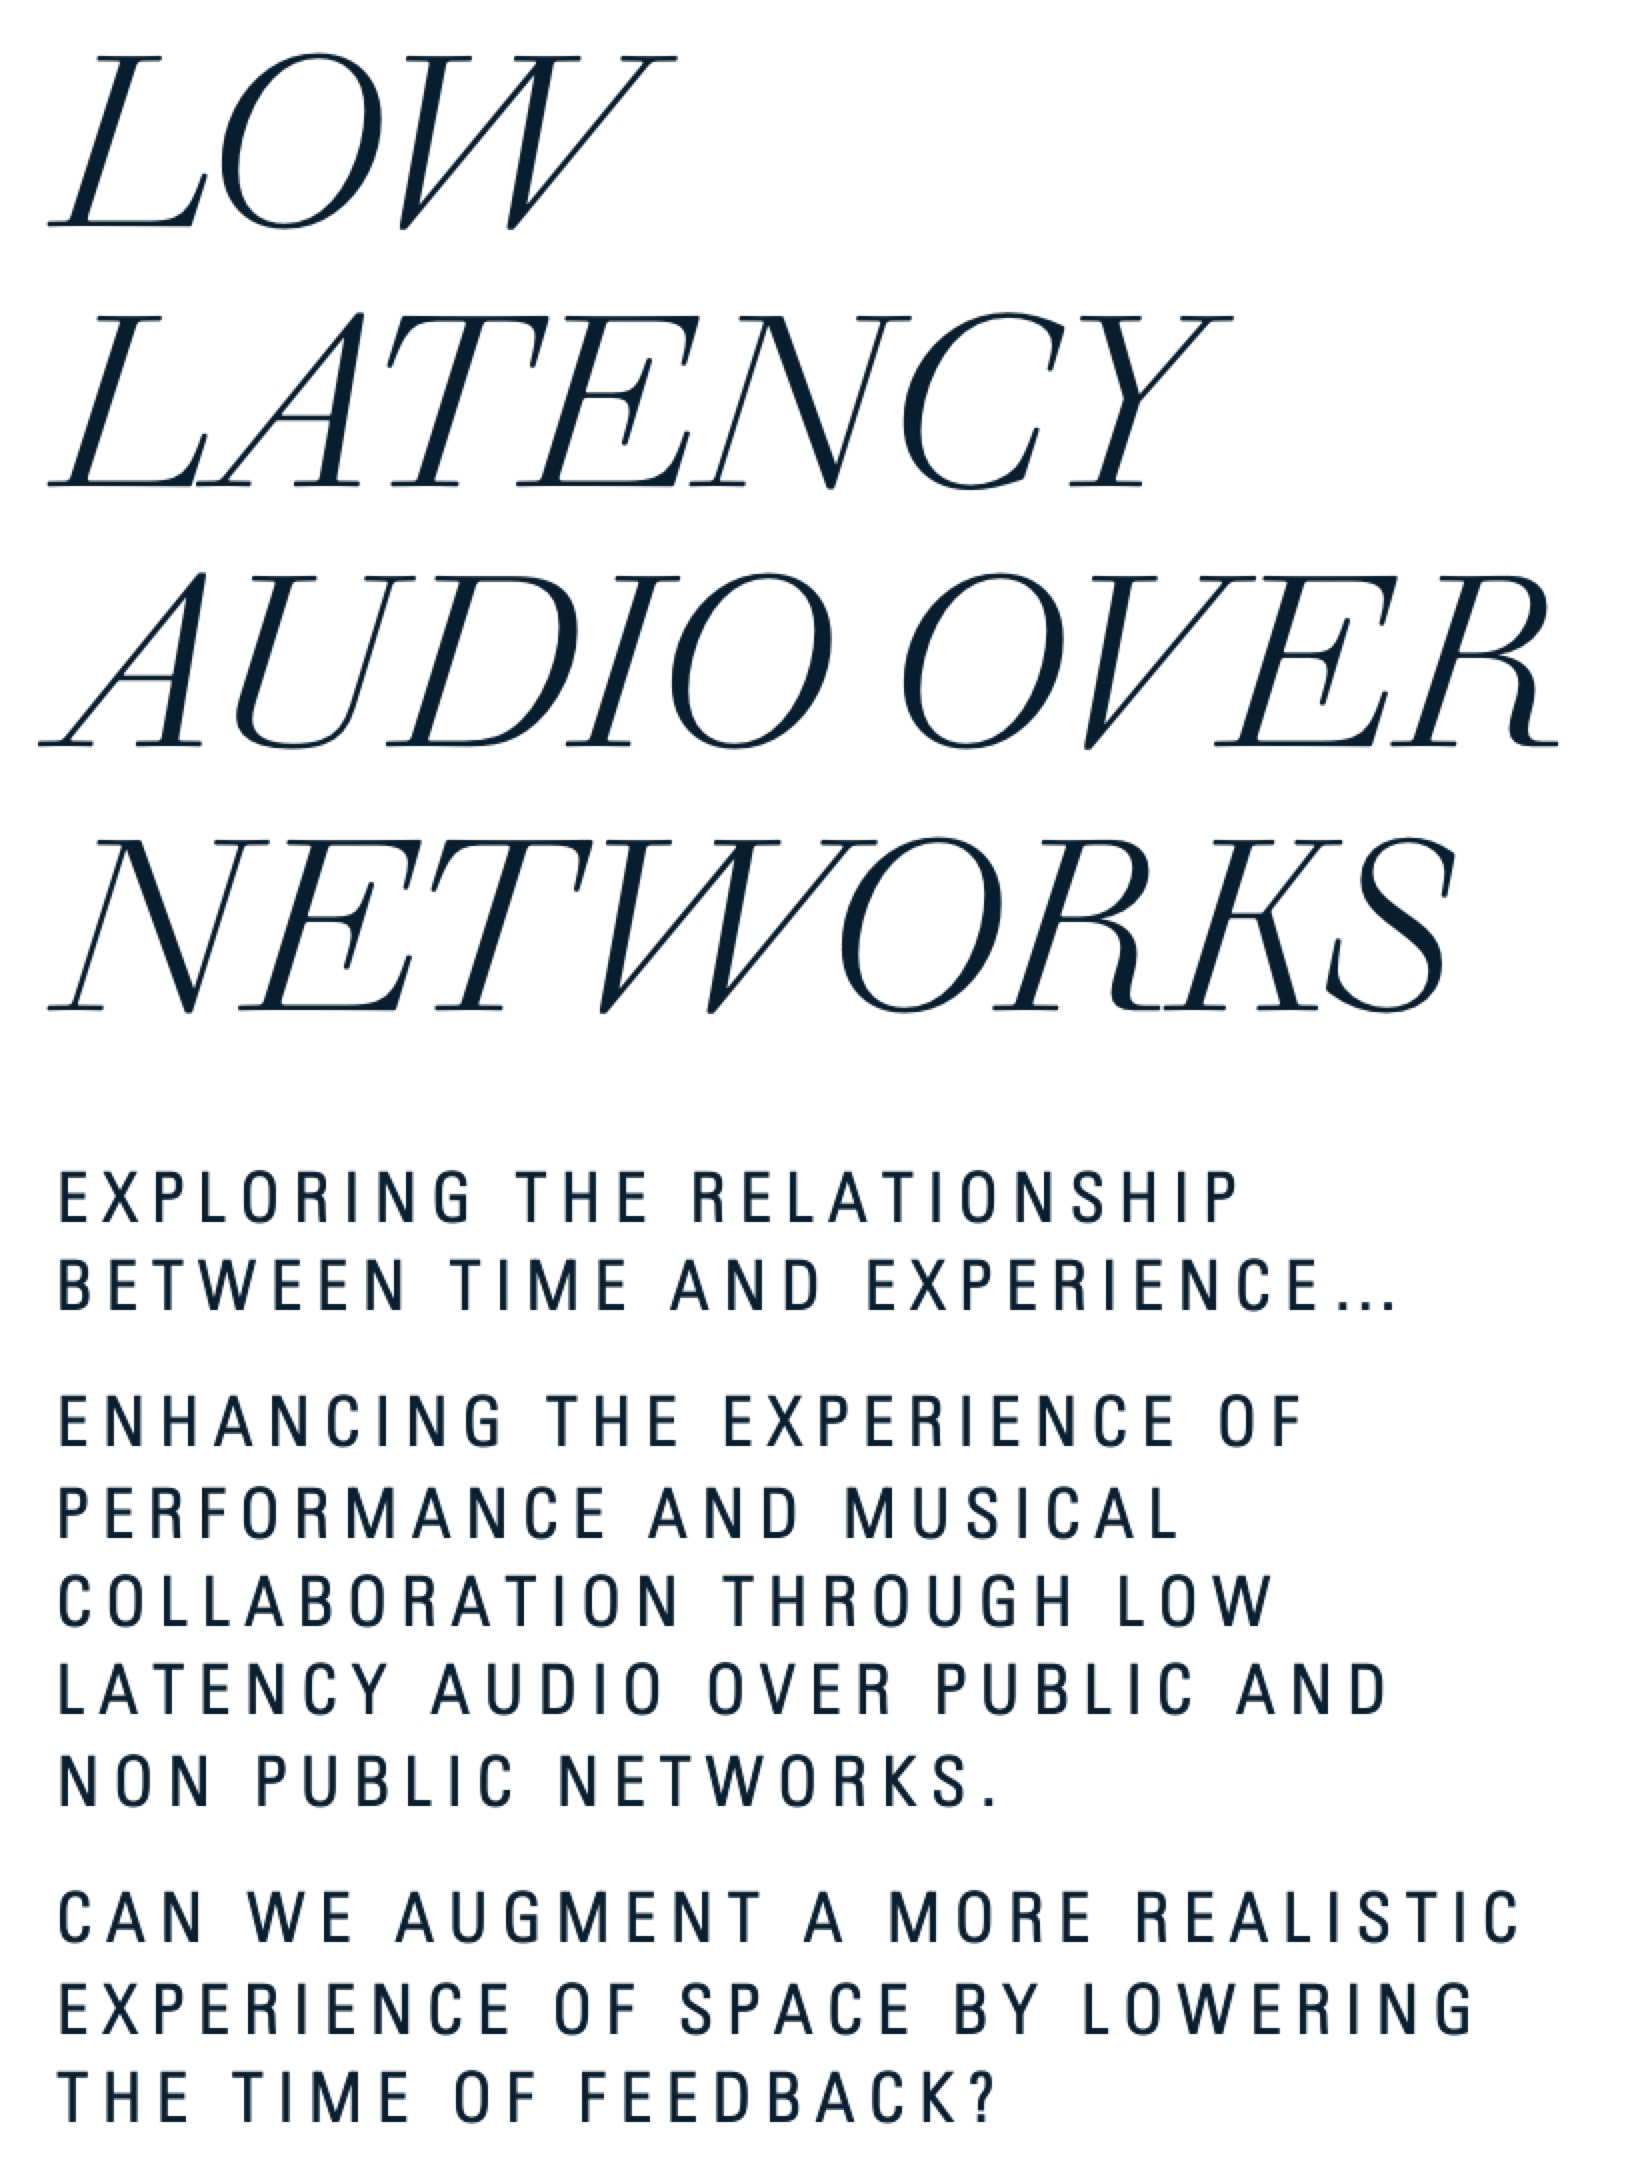 LOW
LATENCY
AUDIO OVER
NETWORKS
EXPLORING THE RELATIONSHIP
BETWEEN TIME AND EXPERIENCE...
ENHANCING THE EXPERIENCE OF
PERFORMANCE AND MUSICAL
COLLABORATION THROUGH LOW
LATENCY AUDIO OVER PUBLIC AND
NON PUBLIC NETWORKS.
CAN WE AUGMENT A MORE REALISTIC
EXPERIENCE OF SPACE BY LOWERING
THE TIME OF FEEDBACK?